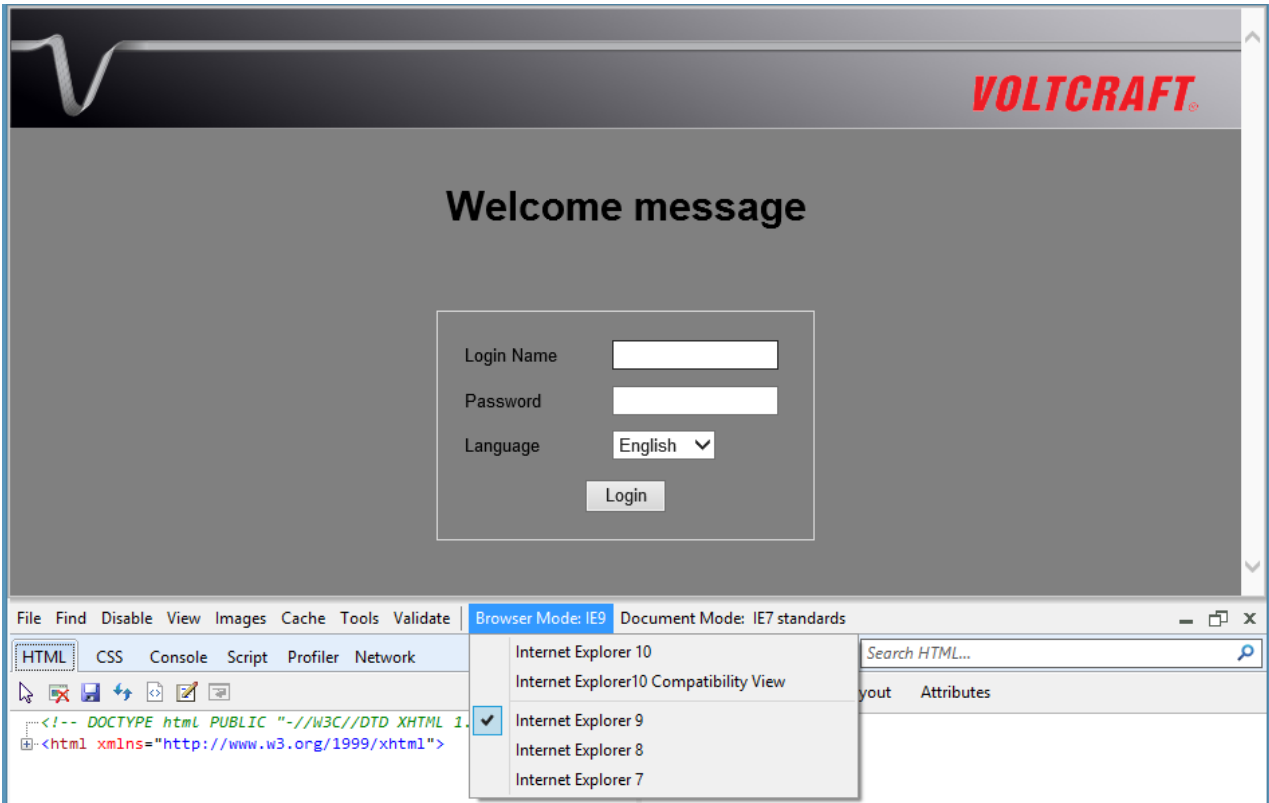 VOLTCRAFT®
Welcome message
Login Name
Password
Language English
Login
File Find Disable View Images Cache Tools Validate Browser Mode: IE9 Document Mode: IE7 standards
HTML CSS Console Script Profiler Network Search HTML...
Internet Explorer 10
Internet Explorer10 Compatibility View
yout Attributes
<!-- DOCTYPE html PUBLIC "-//W3C//DTD XHTML 1.
Internet Explorer 9
<html xmlns="http://www.w3.org/1999/xhtml">
Internet Explorer 8
Internet Explorer 7